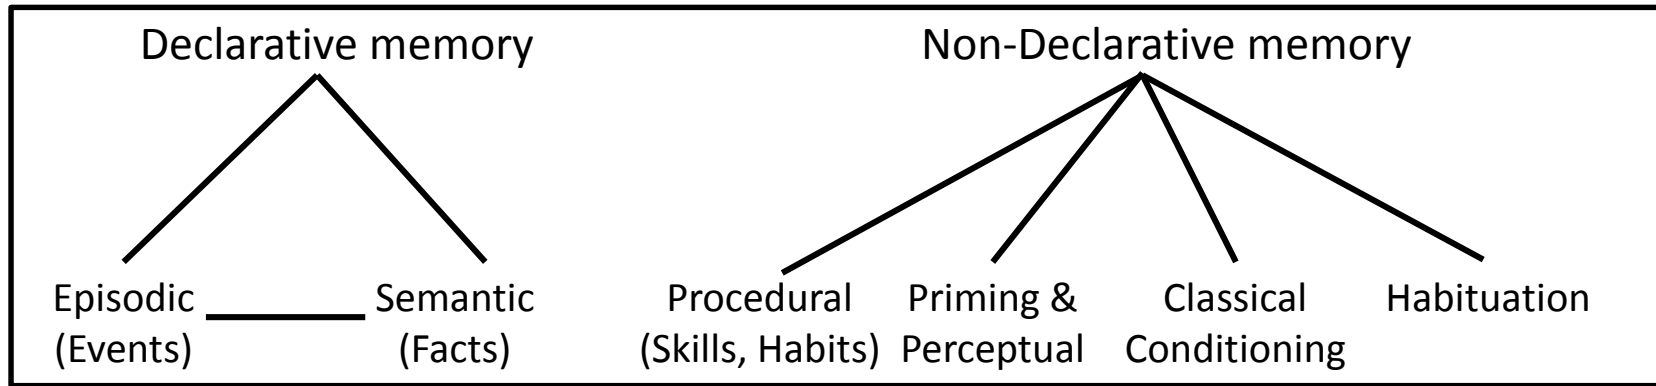 Declarative memory
Non-Declarative memory
Episodic
(Events)
Semantic
(Facts)
Procedural
(Skills, Habits)
Priming &
Perceptual
Classical
Conditioning
Habituation